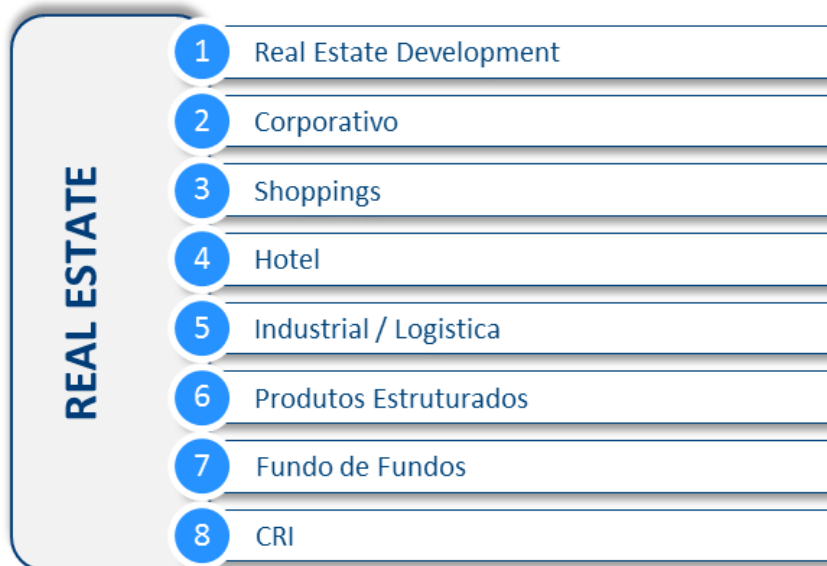 REAL ESTATE
1 Real Estate Development
2 Corporativo
3 Shoppings
4 Hotel
5 Industrial / Logistica
6 Produtos Estruturados
7 Fundo de Fundos
8 CRI